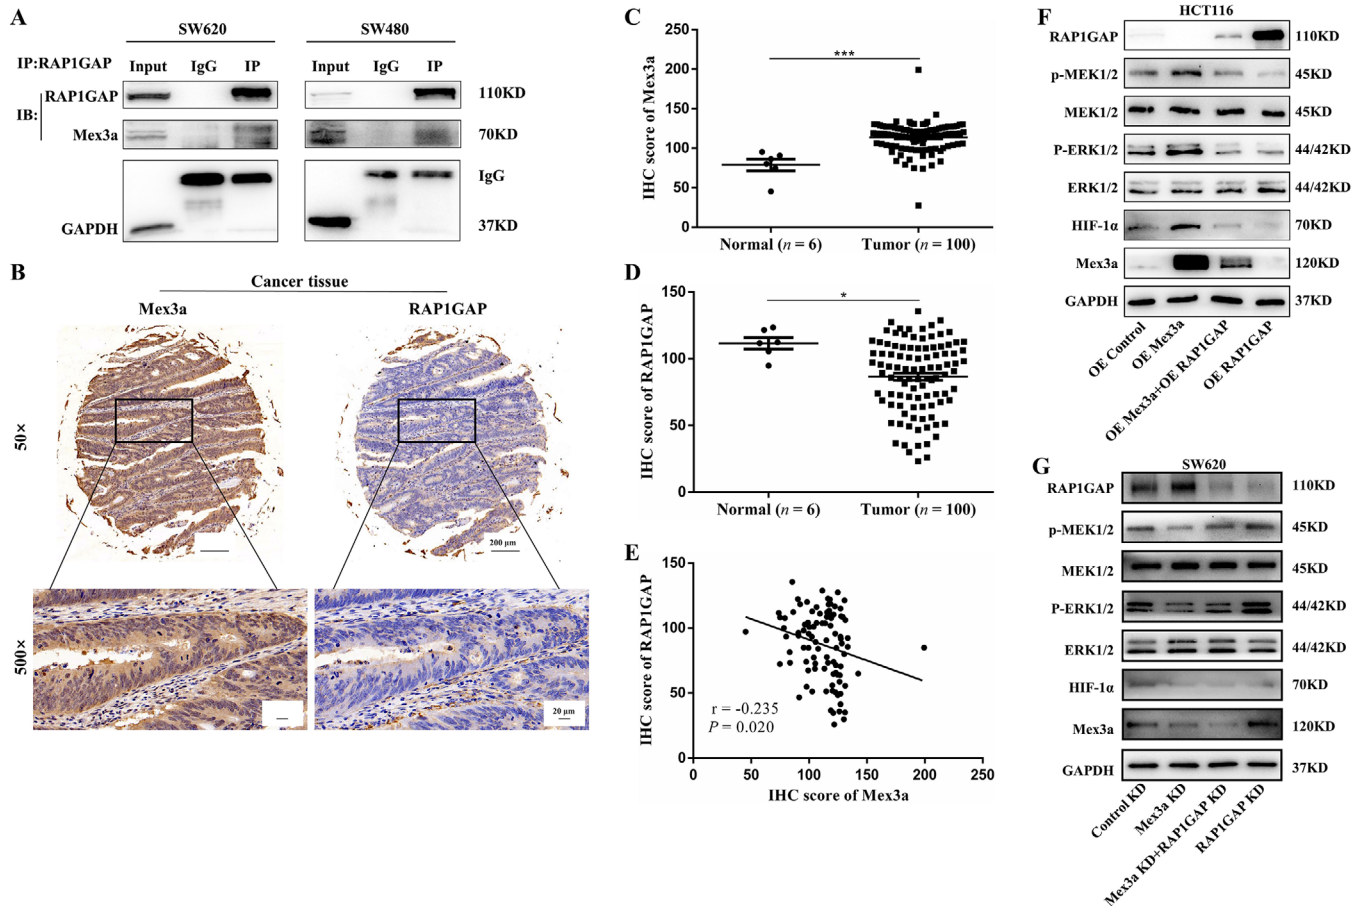 A
SW620 SW480
IP:RAP1GAP Input IgG IP Input IgG IP
IB: RAP1GAP 110KD
Mex3a 70KD
IgG
GAPDH 37KD
B
Cancer tissue
Mex3a RAP1GAP
50×
200 μm
500×
20 μm
C
IHC score of Mex3a
250
200
150
100
50
0
***
Normal (n = 6) Tumor (n = 100)
D
IHC score of RAP1GAP
150
100
50
0
*
Normal (n = 6) Tumor (n = 100)
E
IHC score of RAP1GAP
150
100
50
0
r = -0.235
P = 0.020
0 50 100 150 200 250
IHC score of Mex3a
F
HCT116
RAP1GAP 110KD
p-MEK1/2 45KD
MEK1/2 45KD
P-ERK1/2 44/42KD
ERK1/2 44/42KD
HIF-1α 70KD
Mex3a 120KD
GAPDH 37KD
OE Control
OE Mex3a
OE Mex3a+OE RAP1GAP
OE RAP1GAP
G
SW620
RAP1GAP 110KD
p-MEK1/2 45KD
MEK1/2 45KD
P-ERK1/2 44/42KD
ERK1/2 44/42KD
HIF-1α 70KD
Mex3a 120KD
GAPDH 37KD
Control KD
Mex3a KD
Mex3a KD+RAP1GAP KD
RAP1GAP KD